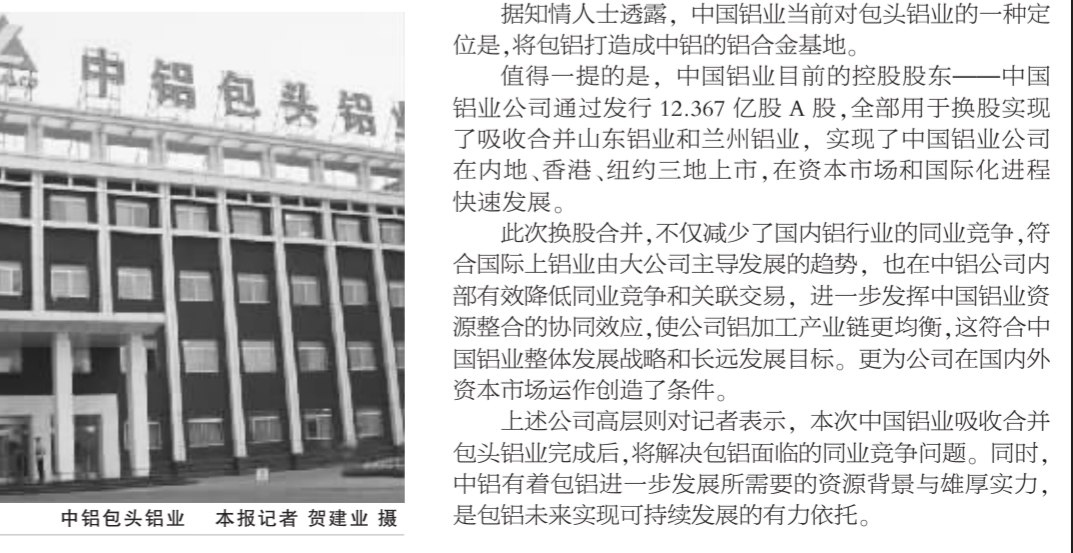 中铝包头铝业
中铝包头铝业 本报记者 贺建业 摄
据知情人士透露，中国铝业当前对包头铝业的一种定
位是,将包铝打造成中铝的铝合金基地。
值得一提的是，中国铝业目前的控股股东——中国
铝业公司通过发行 12.367 亿股 A 股,全部用于换股实现
了吸收合并山东铝业和兰州铝业，实现了中国铝业公司
在内地、香港、纽约三地上市,在资本市场和国际化进程
快速发展。
此次换股合并,不仅减少了国内铝行业的同业竞争,符
合国际上铝业由大公司主导发展的趋势，也在中铝公司内
部有效降低同业竞争和关联交易，进一步发挥中国铝业资
源整合的协同效应,使公司铝加工产业链更均衡,这符合中
国铝业整体发展战略和长远发展目标。更为公司在国内外
资本市场运作创造了条件。
上述公司高层则对记者表示，本次中国铝业吸收合并
包头铝业完成后,将解决包铝面临的同业竞争问题。同时,
中铝有着包铝进一步发展所需要的资源背景与雄厚实力,
是包铝未来实现可持续发展的有力依托。